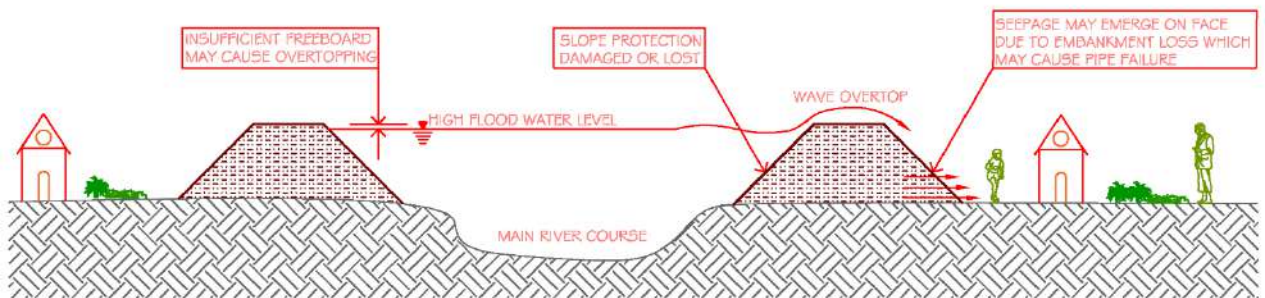 INSUFFICIENT FREEBOARD
MAY CAUSE OVERTOPPING
SLOPE PROTECTION
DAMAGED OR LOST
SEEPAGE MAY EMERGE ON FACE
DUE TO EMBANKMENT LOSS WHICH
MAY CAUSE PIPE FAILURE
WAVE OVERTOP
HIGH FLOOD WATER LEVEL
MAIN RIVER COURSE